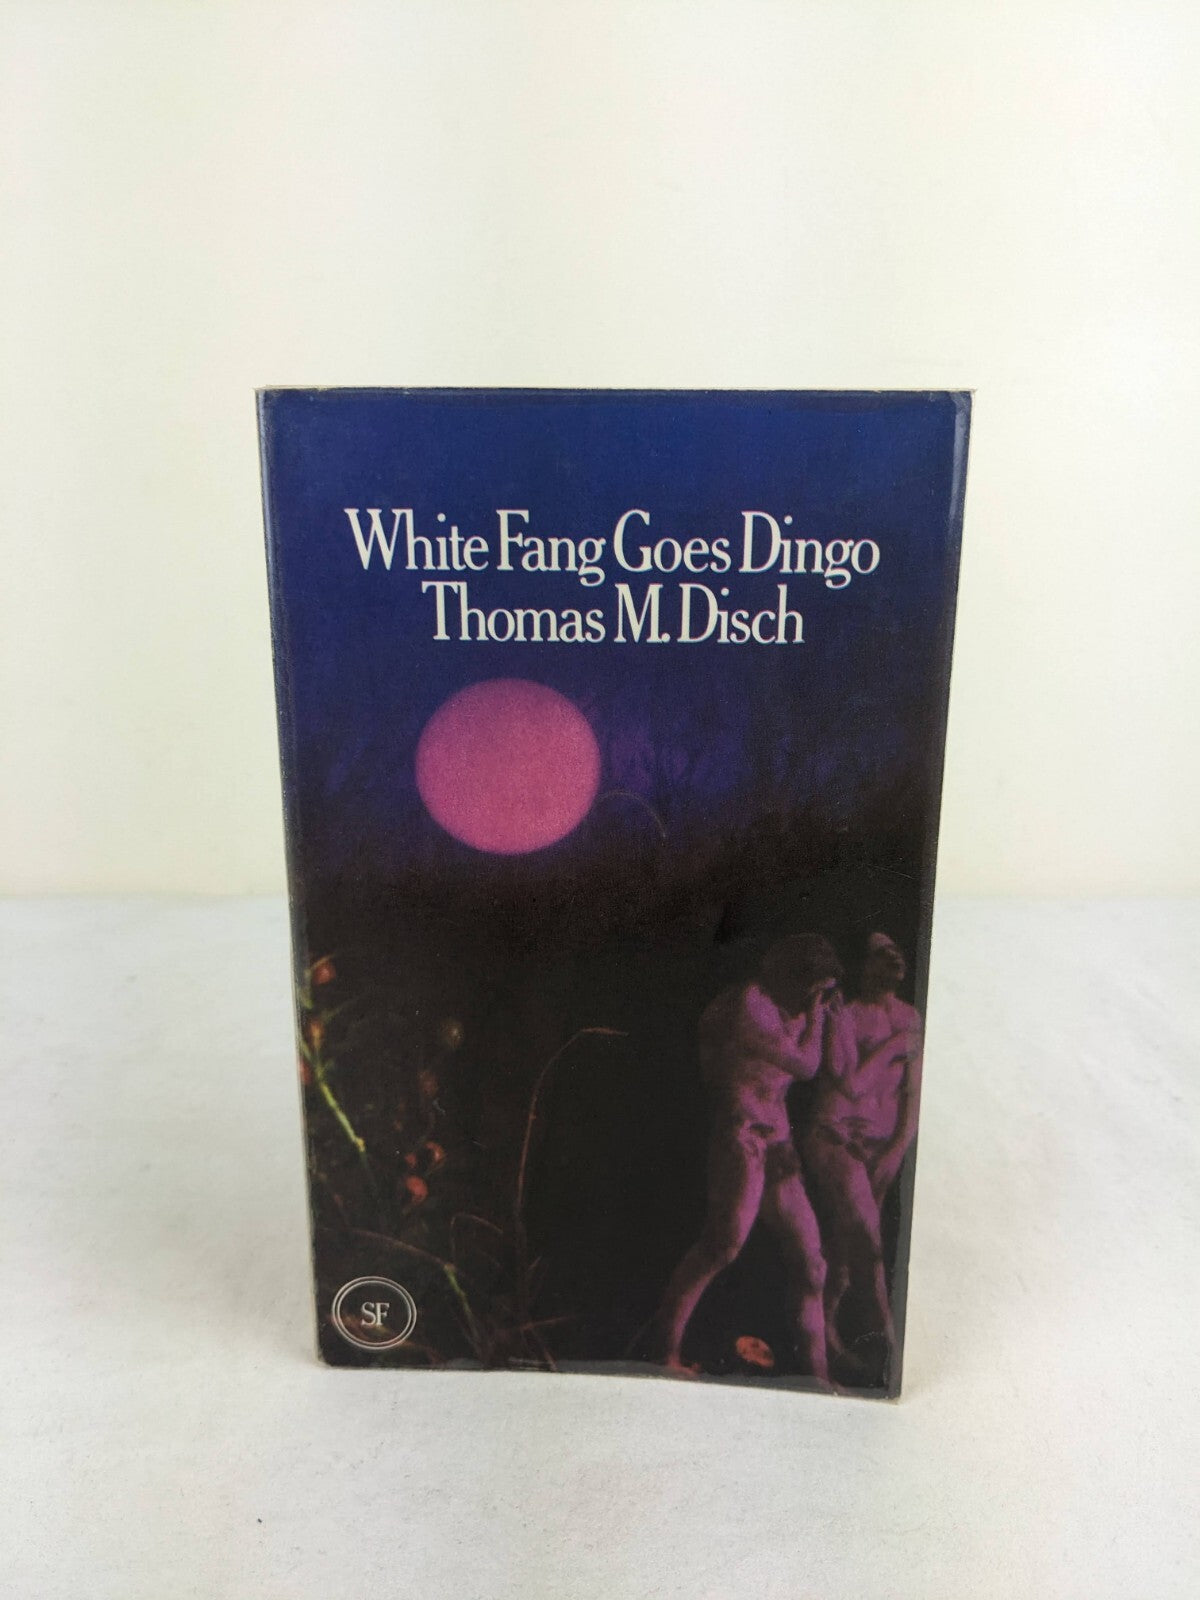 White Fang Goes Dingo
Thomas M. Disch
SF